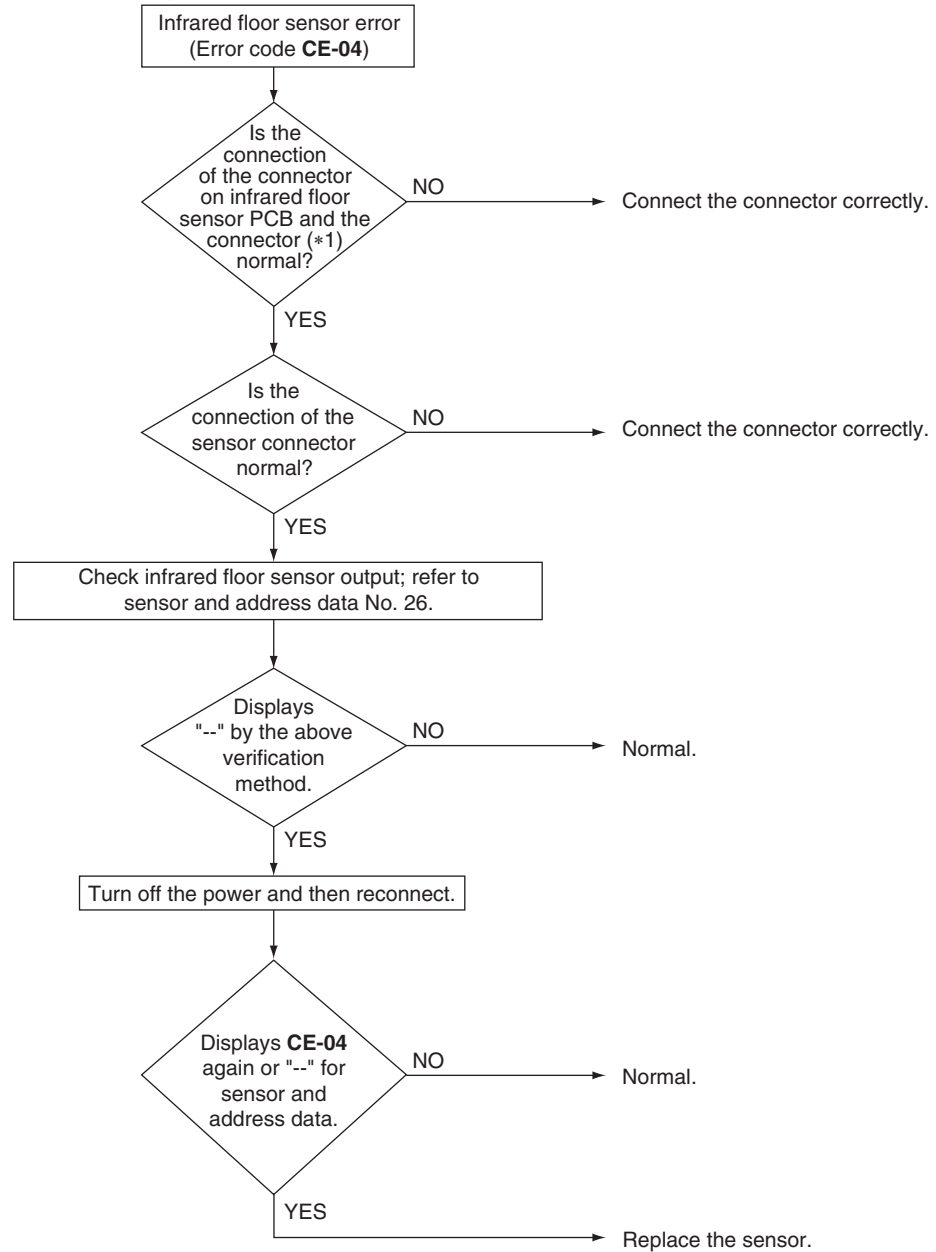 Infrared floor sensor error
(Error code CE-04)
Is the
connection
of the connector
on infrared floor
sensor PCB and the
connector (*1)
normal?
NO
Connect the connector correctly.
YES
Is the
connection of the
sensor connector
normal?
NO
Connect the connector correctly.
YES
Check infrared floor sensor output; refer to
sensor and address data No. 26.
Displays
"--" by the above
verification
method.
NO
Normal.
YES
Turn off the power and then reconnect.
Displays CE-04
again or "--" for
sensor and
address data.
NO
Normal.
YES
Replace the sensor.